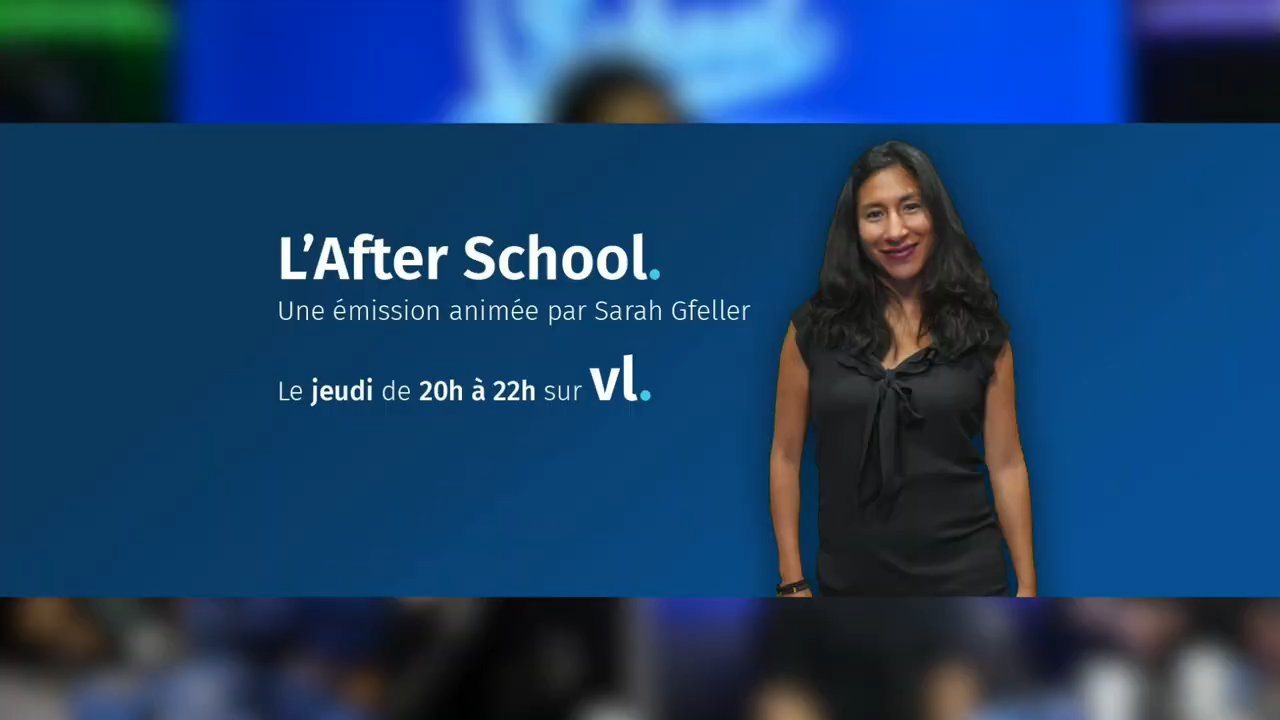 L’After School.
Une émission animée par Sarah Gfeller
Le jeudi de 20h à 22h sur vl.